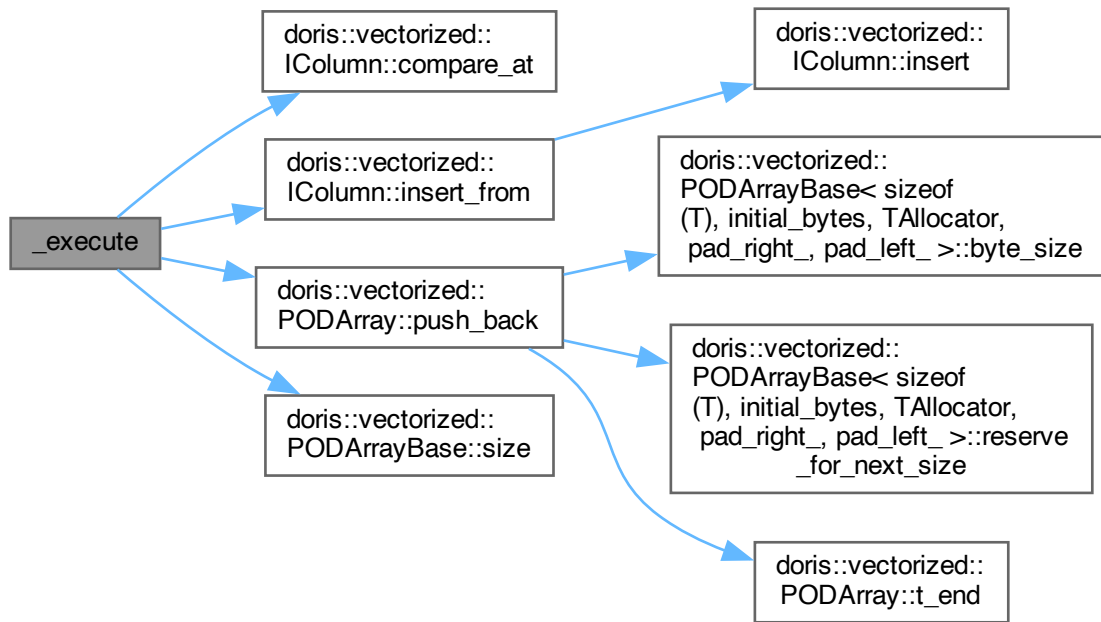 _execute
doris::vectorized::
IColumn::compare_at
doris::vectorized::
IColumn::insert_from
doris::vectorized::
PODArray::push_back
doris::vectorized::
PODArrayBase::size
doris::vectorized::
IColumn::insert
doris::vectorized::
PODArrayBase< sizeof
(T), initial_bytes, TAllocator,
pad_right_, pad_left_ >::byte_size
doris::vectorized::
PODArrayBase< sizeof
(T), initial_bytes, TAllocator,
pad_right_, pad_left_ >::reserve
_for_next_size
doris::vectorized::
PODArray::t_end